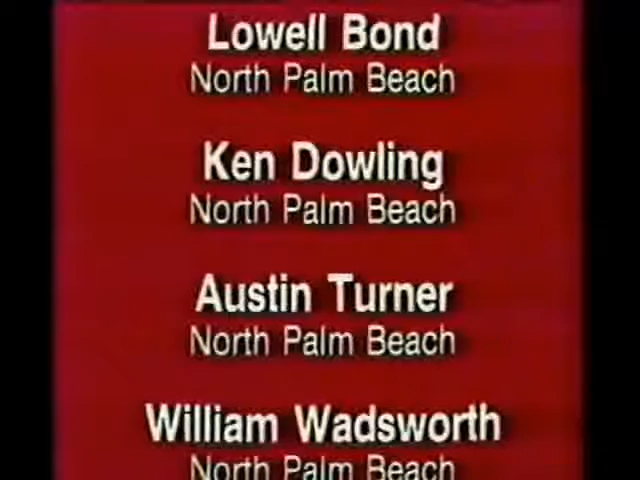 Lowell Bond
North Palm Beach
Ken Dowling
North Palm Beach
Austin Turner
North Palm Beach
William Wadsworth
North Palm Beach